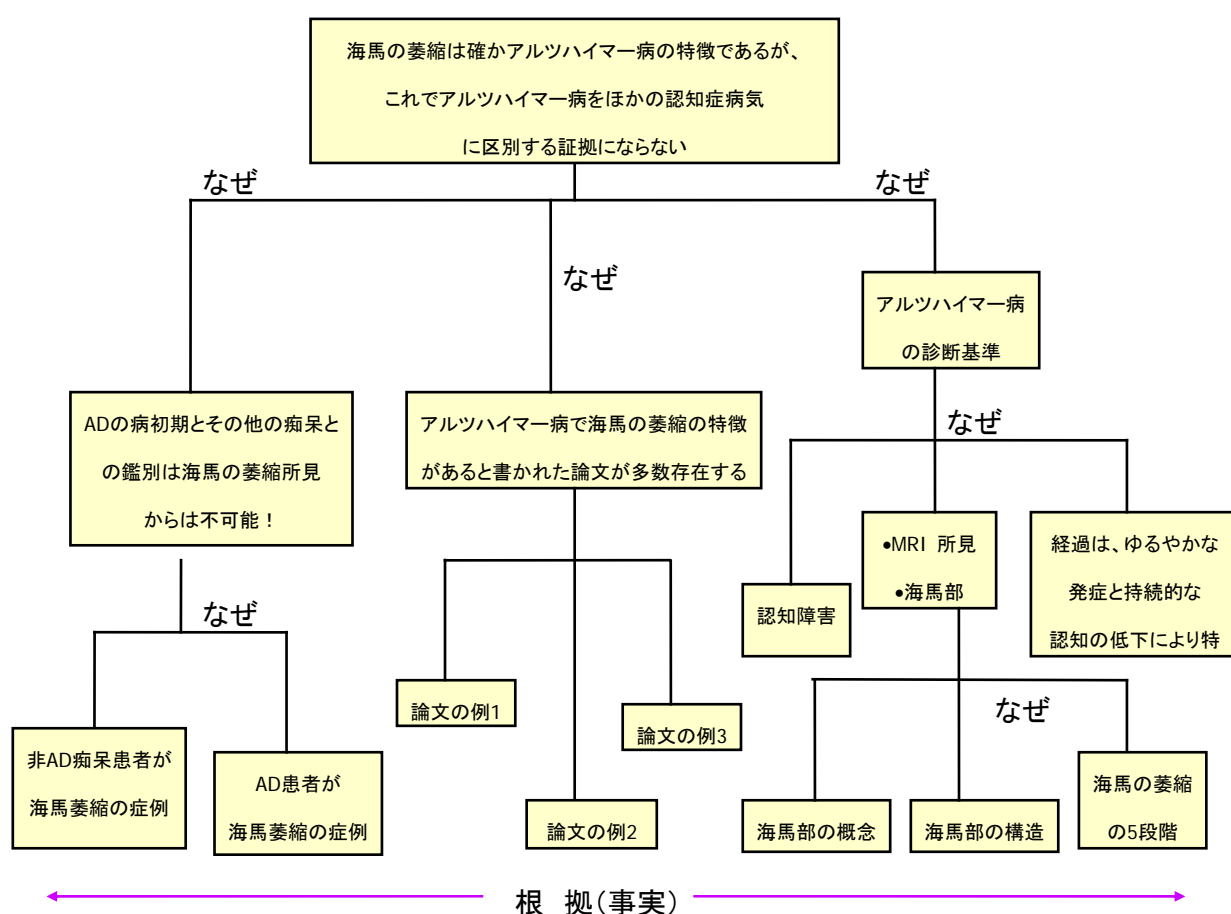 海馬の萎縮は確かアルツハイマー病の特徴であるが、
これでアルツハイマー病をほかの認知症病気
に区別する証拠にならない
なぜ
なぜ
なぜ
アルツハイマー病
の診断基準
ADの病初期とその他の痴呆と
の鑑別は海馬の萎縮所見
からは不可能！
アルツハイマー病で海馬の萎縮の特徴
があると書かれた論文が多数存在する
なぜ
なぜ
認知障害
•MRI 所見
•海馬部
経過は、ゆるやかな
発症と持続的な
認知の低下により特
論文の例1
論文の例3
論文の例2
なぜ
非AD痴呆患者が
海馬萎縮の症例
AD患者が
海馬萎縮の症例
海馬部の概念
海馬部の構造
海馬の萎縮
の5段階
根 拠（事実）